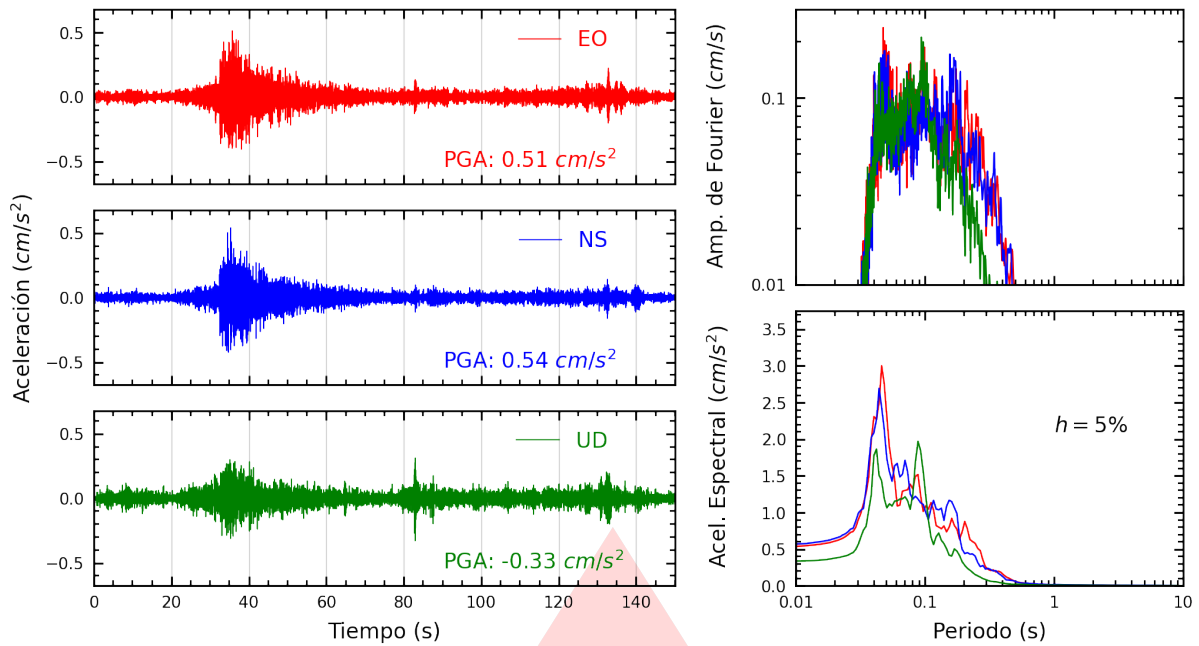 Aceleración (cm/s²)
0.5
0.0
−0.5
EO
PGA: 0.51 cm/s²
0.5
0.0
−0.5
NS
PGA: 0.54 cm/s²
0.5
0.0
−0.5
UD
PGA: -0.33 cm/s²
0 20 40 60 80 100 120 140
Tiempo (s)
Amp. de Fourier (cm/s)
0.1
0.01
Acel. Espectral (cm/s²)
3.5
3.0
2.5
2.0
1.5
1.0
0.5
0.0
h = 5%
0.01 0.1 1 10
Periodo (s)